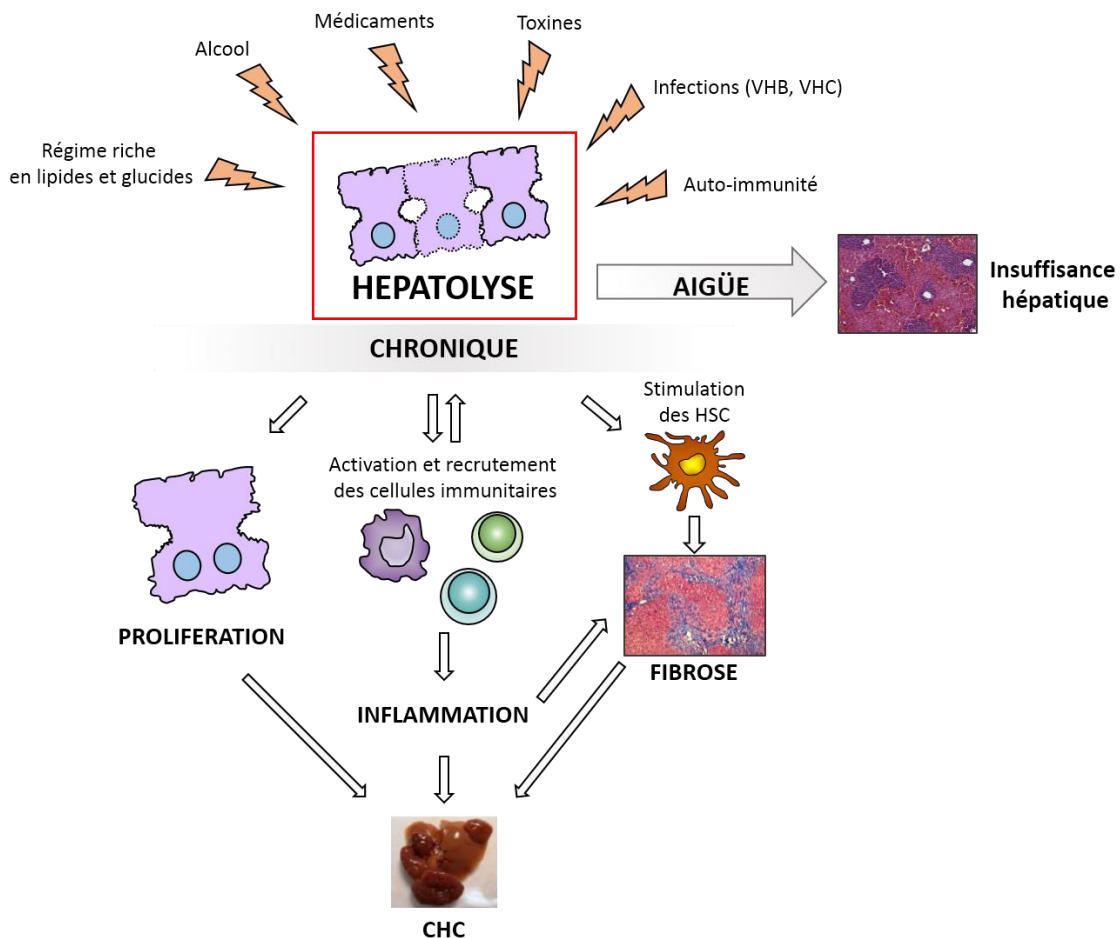 Médicaments
Toxines
Alcool
Infections (VHB, VHC)
Régime riche
en lipides et glucides
Auto-immunité
HEPATOLYSE
AIGÜE
Insuffisance
hépatique
CHRONIQUE
Stimulation
des HSC
Activation et recrutement
des cellules immunitaires
PROLIFERATION
FIBROSE
INFLAMMATION
CHC